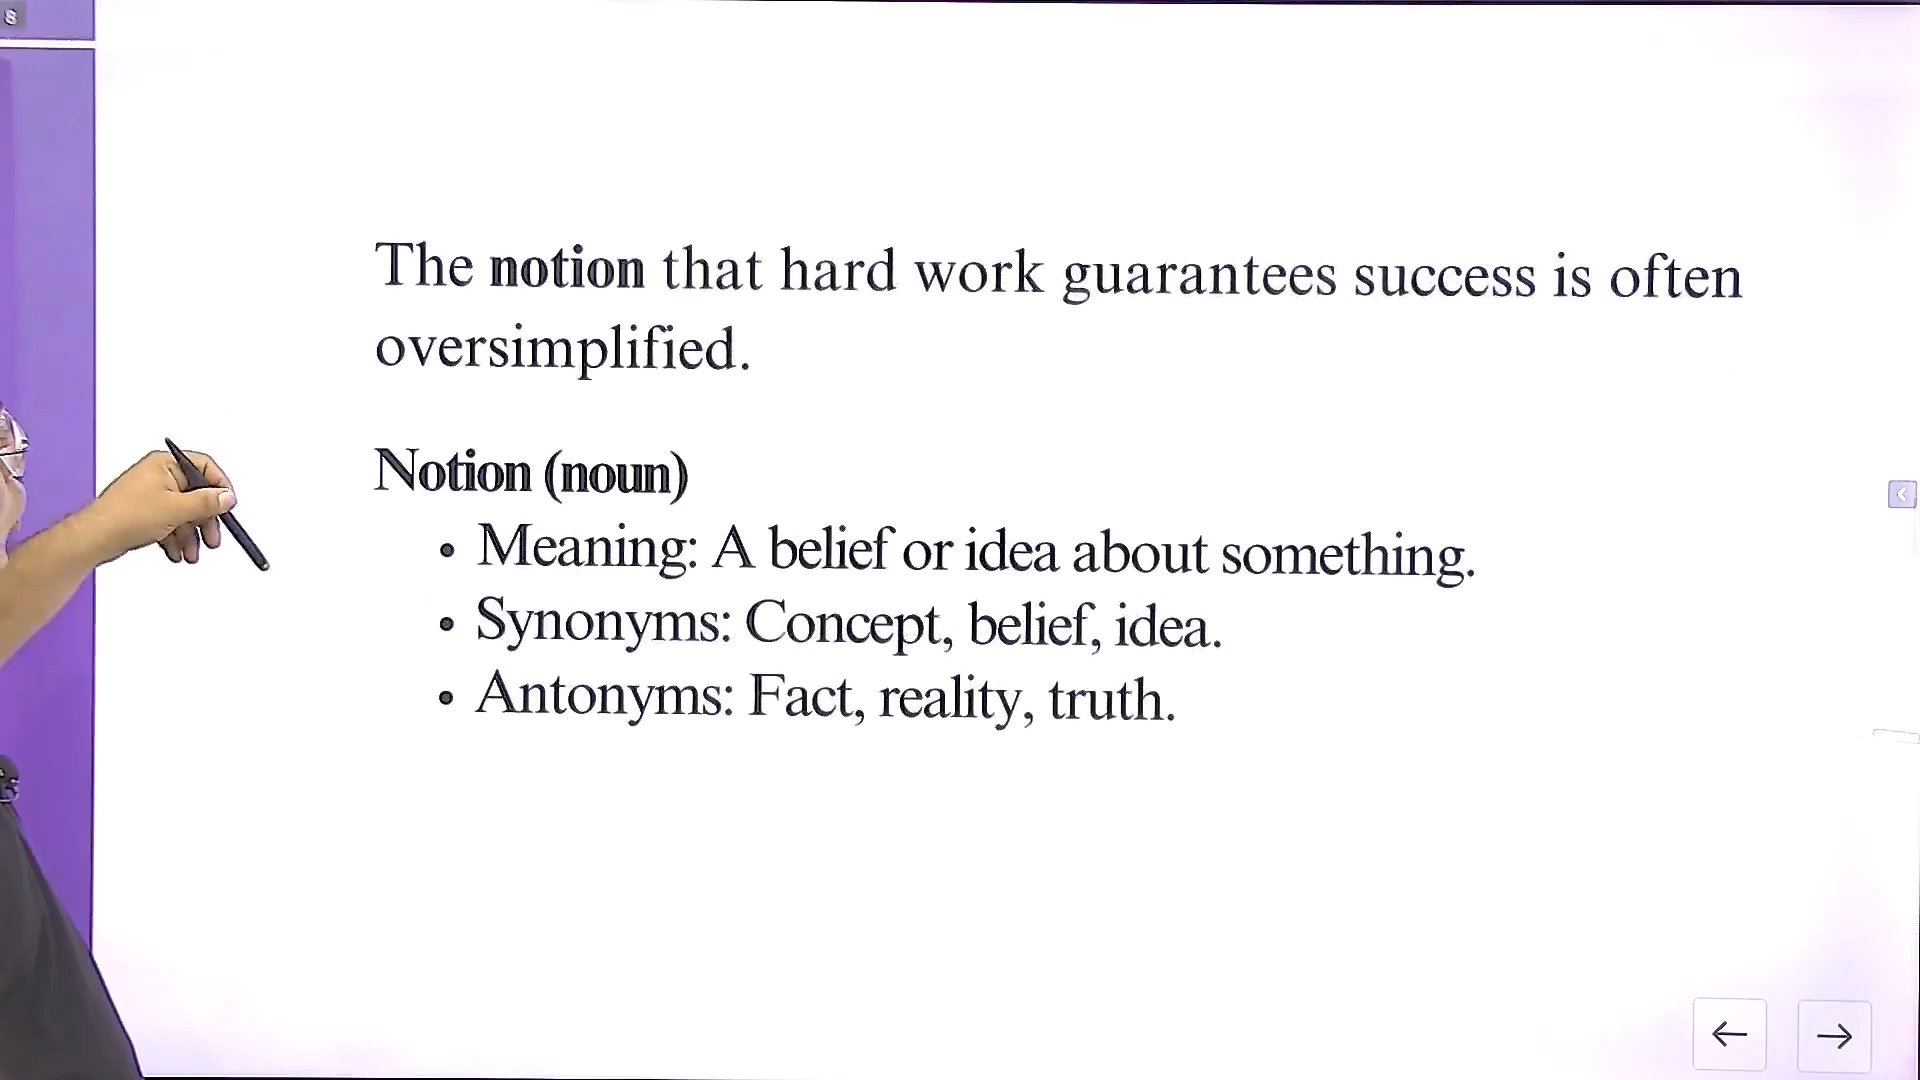 The notion that hard work guarantees success is often
oversimplified.
Notion (noun)
• Meaning: A belief or idea about something.
• Synonyms: Concept, belief, idea.
• Antonyms: Fact, reality, truth.